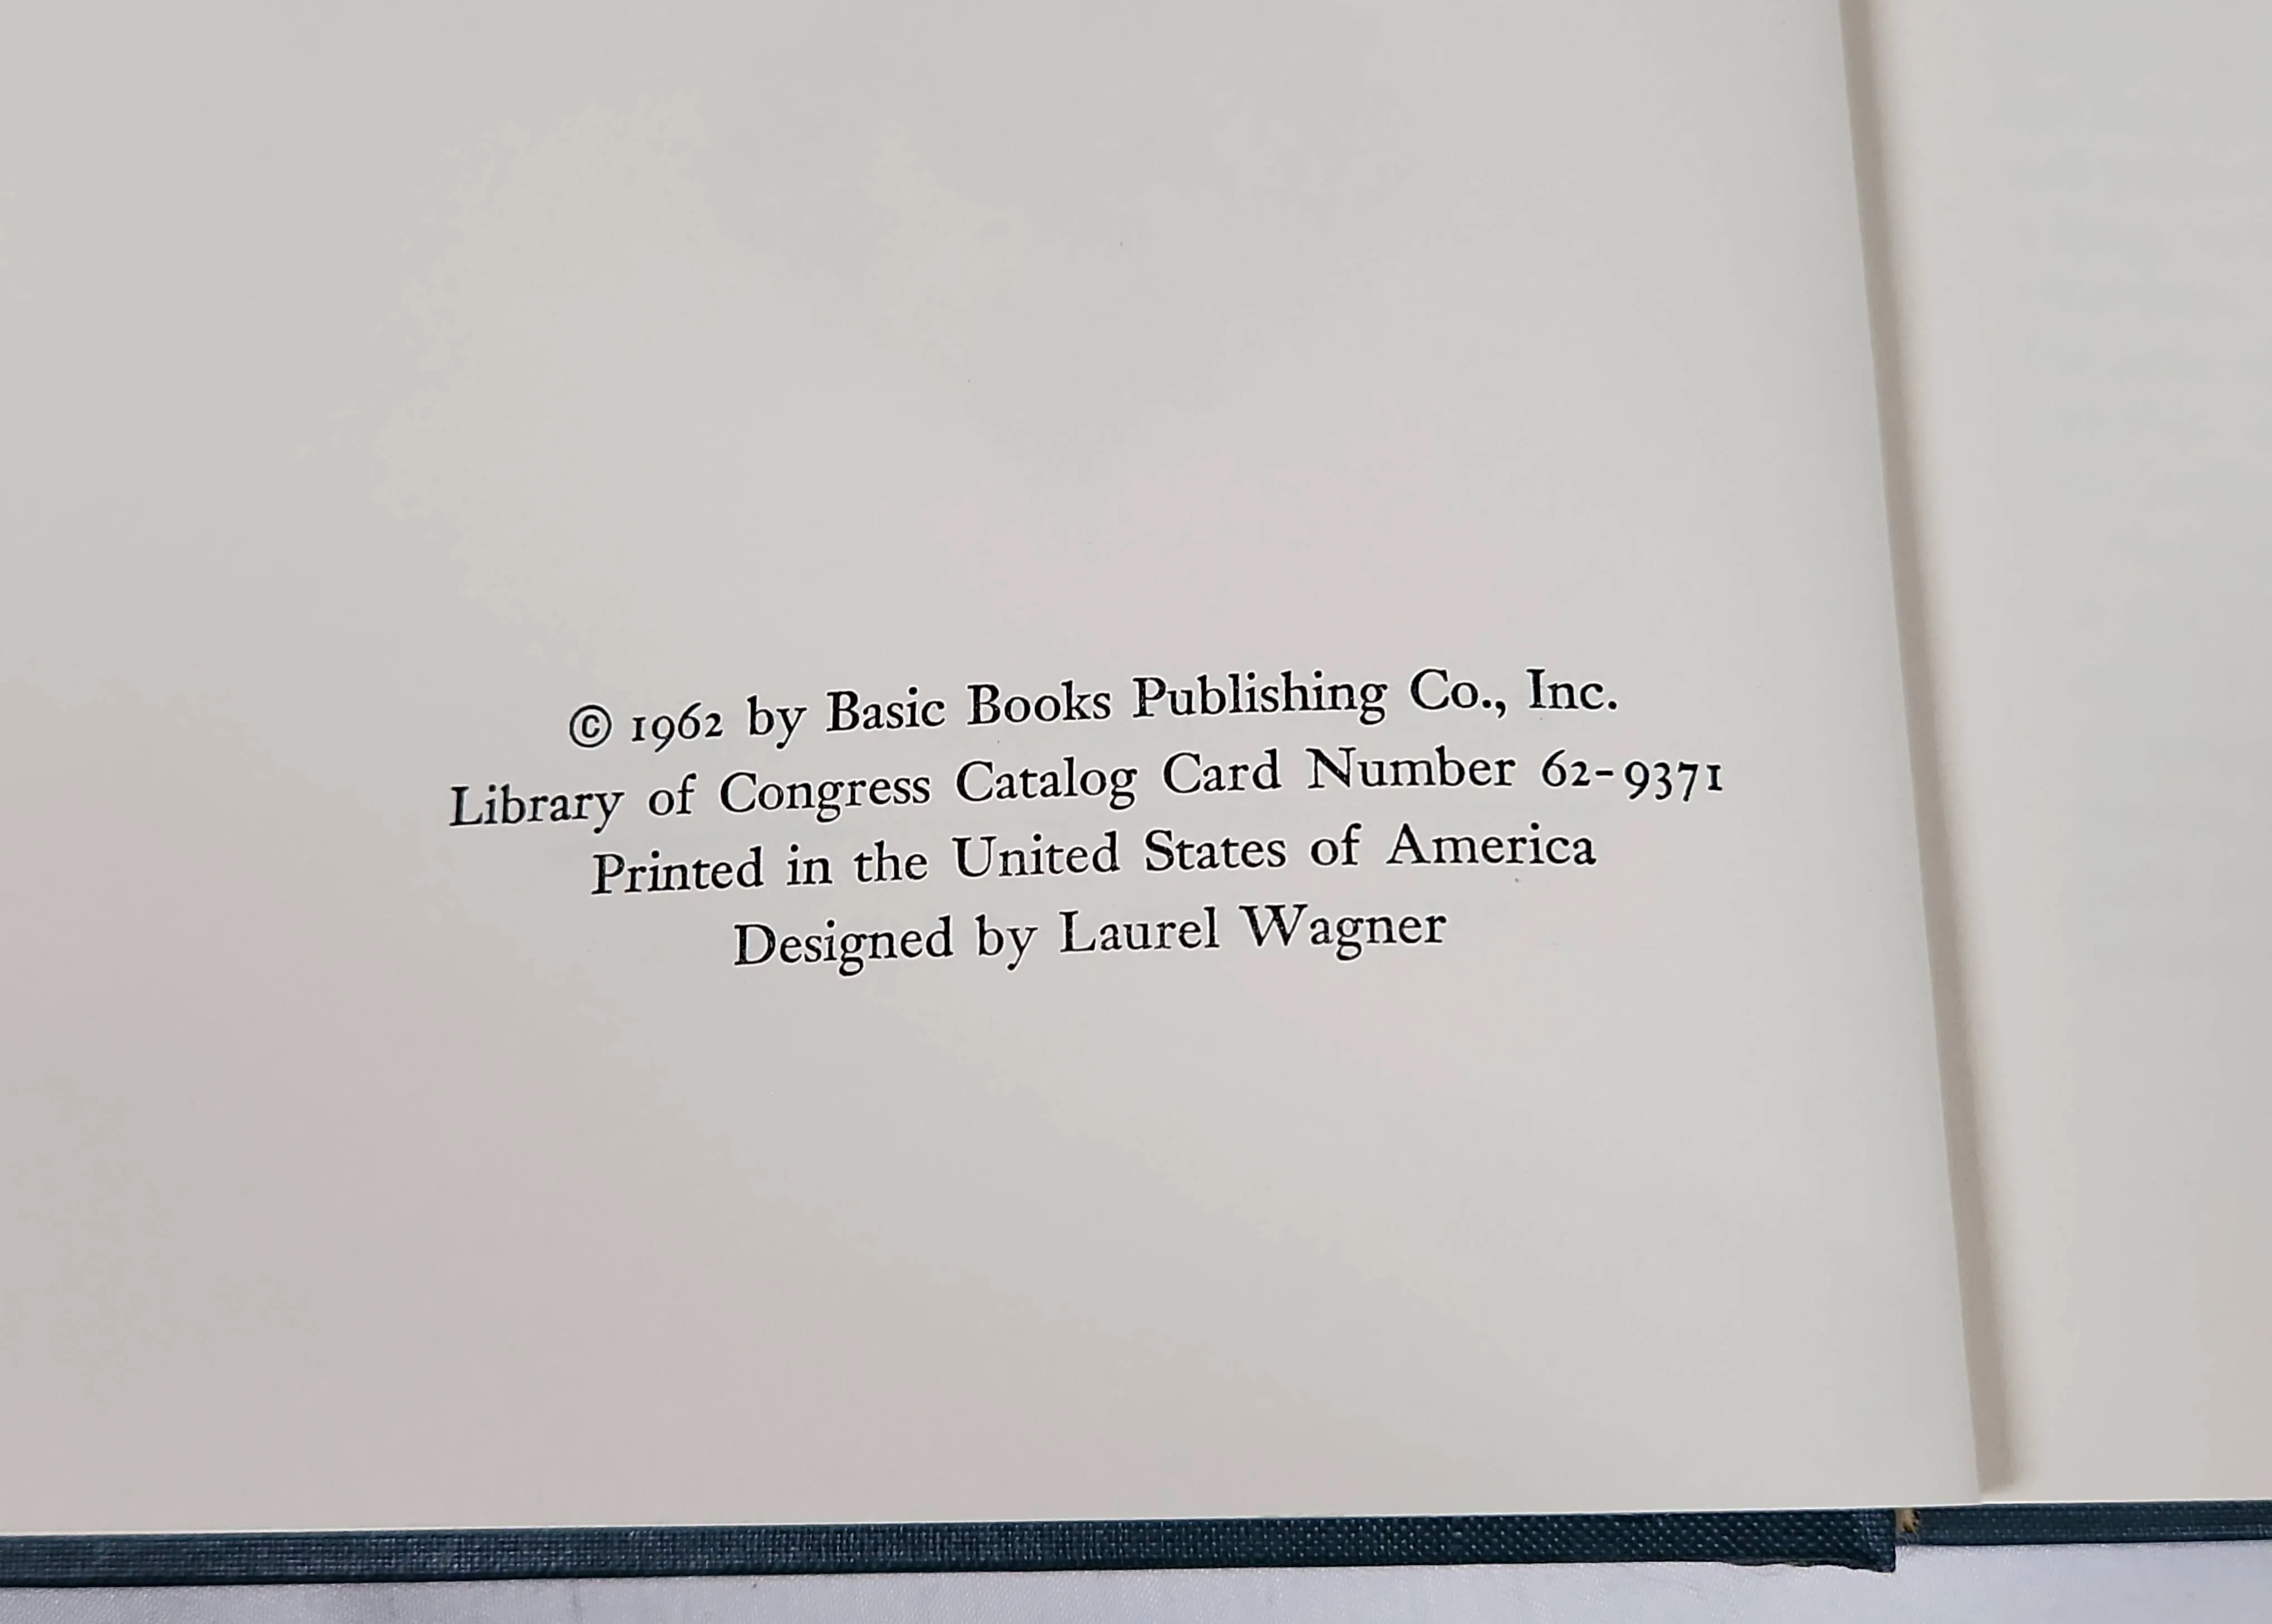 © 1962 by Basic Books Publishing Co., Inc.
Library of Congress Catalog Card Number 62-9371
Printed in the United States of America
Designed by Laurel Wagner